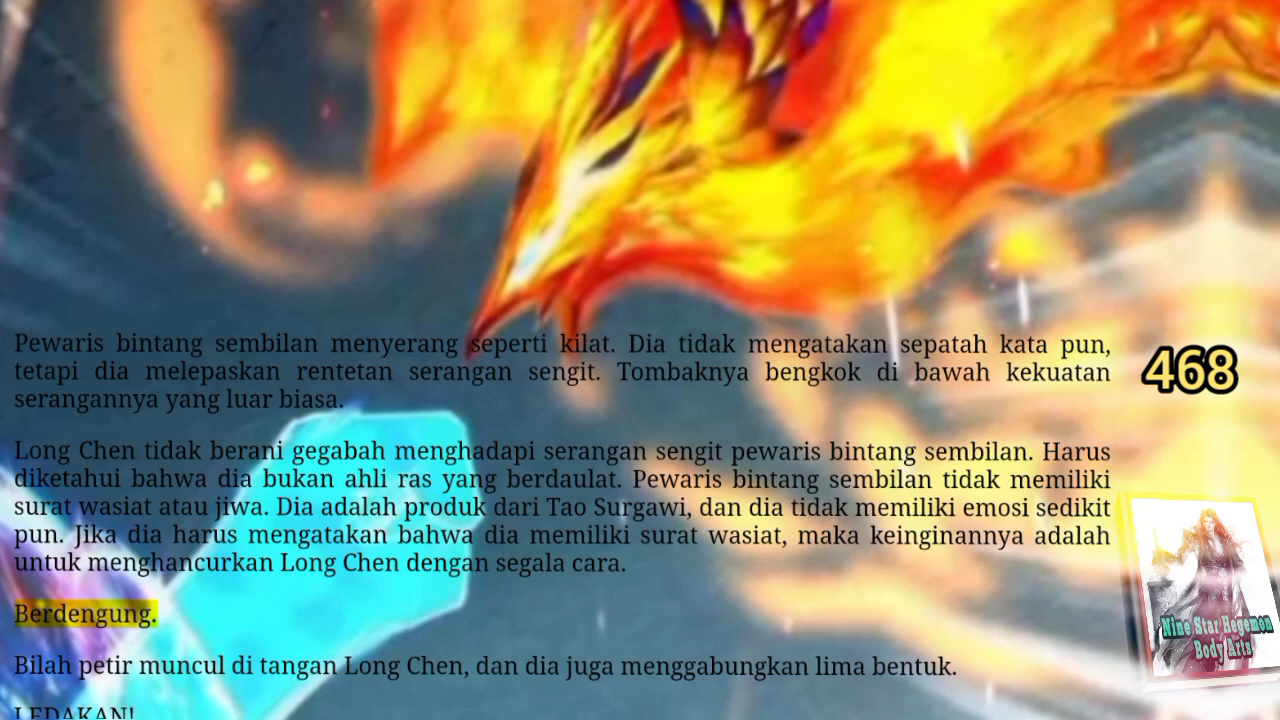 Pewaris bintang sembilan menyerang seperti kilat. Dia tidak mengatakan sepatah kata pun,
tetapi dia melepaskan rentetan serangan sengit. Tombaknya bengkok di bawah kekuatan
serangannya yang luar biasa.
468
Long Chen tidak berani gegabah menghadapi serangan sengit pewaris bintang sembilan. Harus
diketahui bahwa dia bukan ahli ras yang berdaulat. Pewaris bintang sembilan tidak memiliki
surat wasiat atau jiwa. Dia adalah produk dari Tao Surgawi, dan dia tidak memiliki emosi sedikit
pun. Jika dia harus mengatakan bahwa dia memiliki surat wasiat, maka keinginannya adalah
untuk menghancurkan Long Chen dengan segala cara.
Berdengung.
Nine Star Hegemon
Body Arts
Bilah petir muncul di tangan Long Chen, dan dia juga menggabungkan lima bentuk.
LEDAKAN!